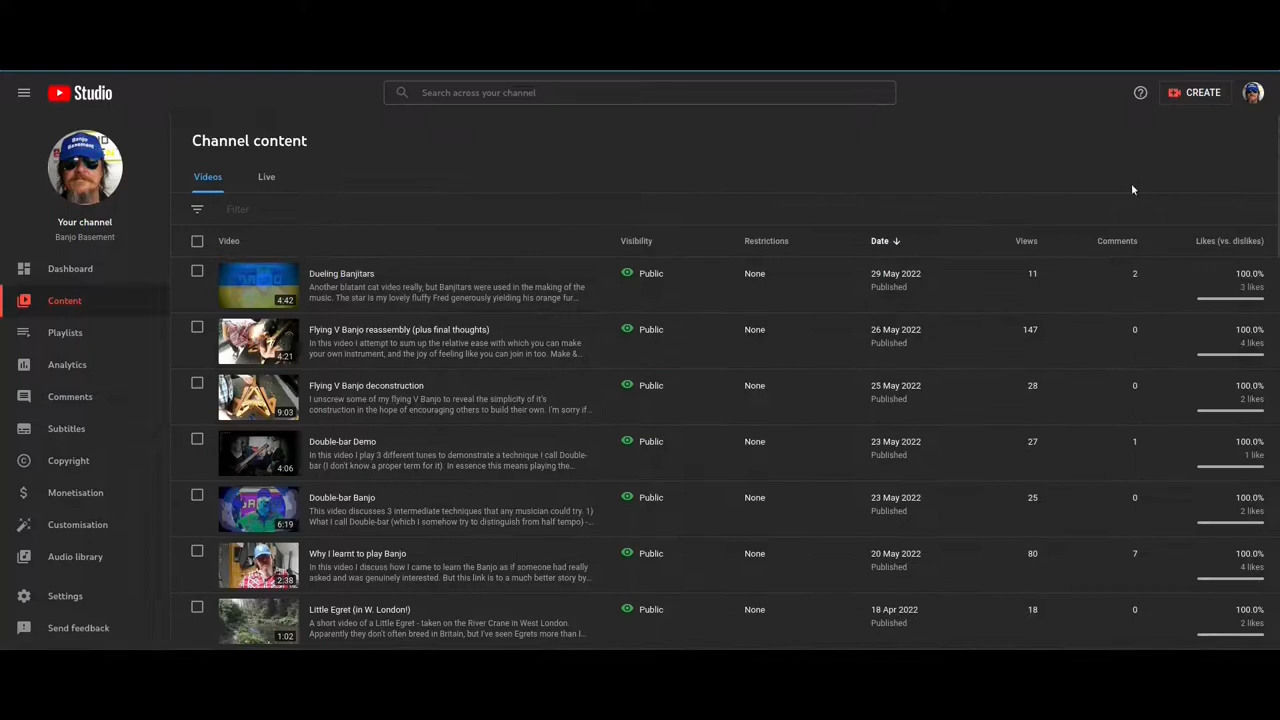 Studio
Search across your channel
CREATE
Banjo
Basement
Your channel
Banjo Basement
Dashboard
Content
Playlists
Analytics
Comments
Subtitles
Copyright
Monetisation
Customisation
Audio library
Settings
Send feedback
Channel content
Videos Live
Filter
Video Visibility Restrictions Date Views Comments Likes (vs. dislikes)
4:42
Dueling Banjitars Public None 29 May 2022 11 2 100.0%
Another blatant cat video really, but Banjitars were used in the making of the Published 3 likes
music. The star is my lovely fluffy Fred generously yielding his orange fur...
4:21
Flying V Banjo reassembly (plus final thoughts) Public None 26 May 2022 147 0 100.0%
In this video I attempt to sum up the relative ease with which you can make Published 4 likes
your own instrument, and the joy of feeling like you can join in too. Make &...
9:03
Flying V Banjo deconstruction Public None 25 May 2022 28 0 100.0%
I unscrew some of my flying V Banjo to reveal the simplicity of it's Published 2 likes
construction in the hope of encouraging others to build their own. I'm sorry if...
4:06
Double-bar Demo Public None 23 May 2022 27 1 100.0%
In this video I play 3 different tunes to demonstrate a technique I call Double- Published 1 like
bar (I don't know a proper term for it). In essence this means playing the...
6:19
Double-bar Banjo Public None 23 May 2022 25 0 100.0%
This video discusses 3 intermediate techniques that any musician could try. 1) Published 2 likes
What I call Double-bar (which I somehow try to distinguish from half tempo) -...
2:38
Why I learnt to play Banjo Public None 20 May 2022 80 7 100.0%
In this video I discuss how I came to learn the Banjo as if someone had really Published 4 likes
asked and was genuinely interested. But this link is to a much better story by...
1:02
Little Egret (in W. London!) Public None 18 Apr 2022 18 0 100.0%
A short video of a Little Egret - taken on the River Crane in West London. Published 2 likes
Apparently they don't often breed in Britain, but I've seen Egrets more than I...